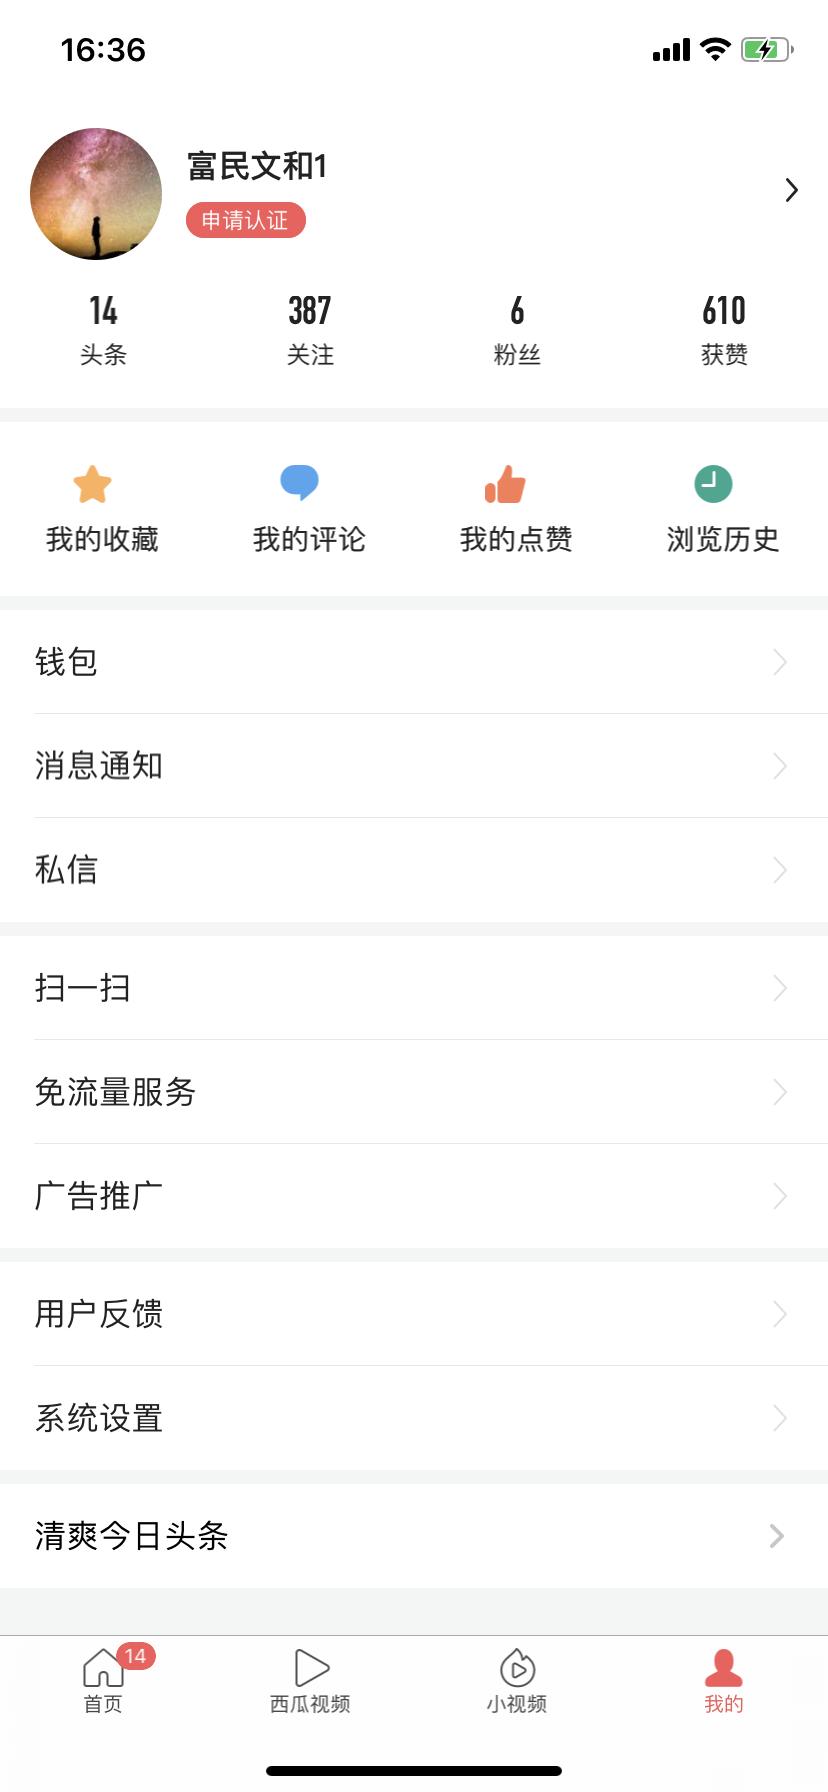 16:36
富民文和1
申请认证
14 387 6 610
头条 关注 粉丝 获赞
我的收藏 我的评论 我的点赞 浏览历史
钱包
消息通知
私信
扫一扫
免流量服务
广告推广
用户反馈
系统设置
清爽今日头条
14
首页 西瓜视频 小视频 我的